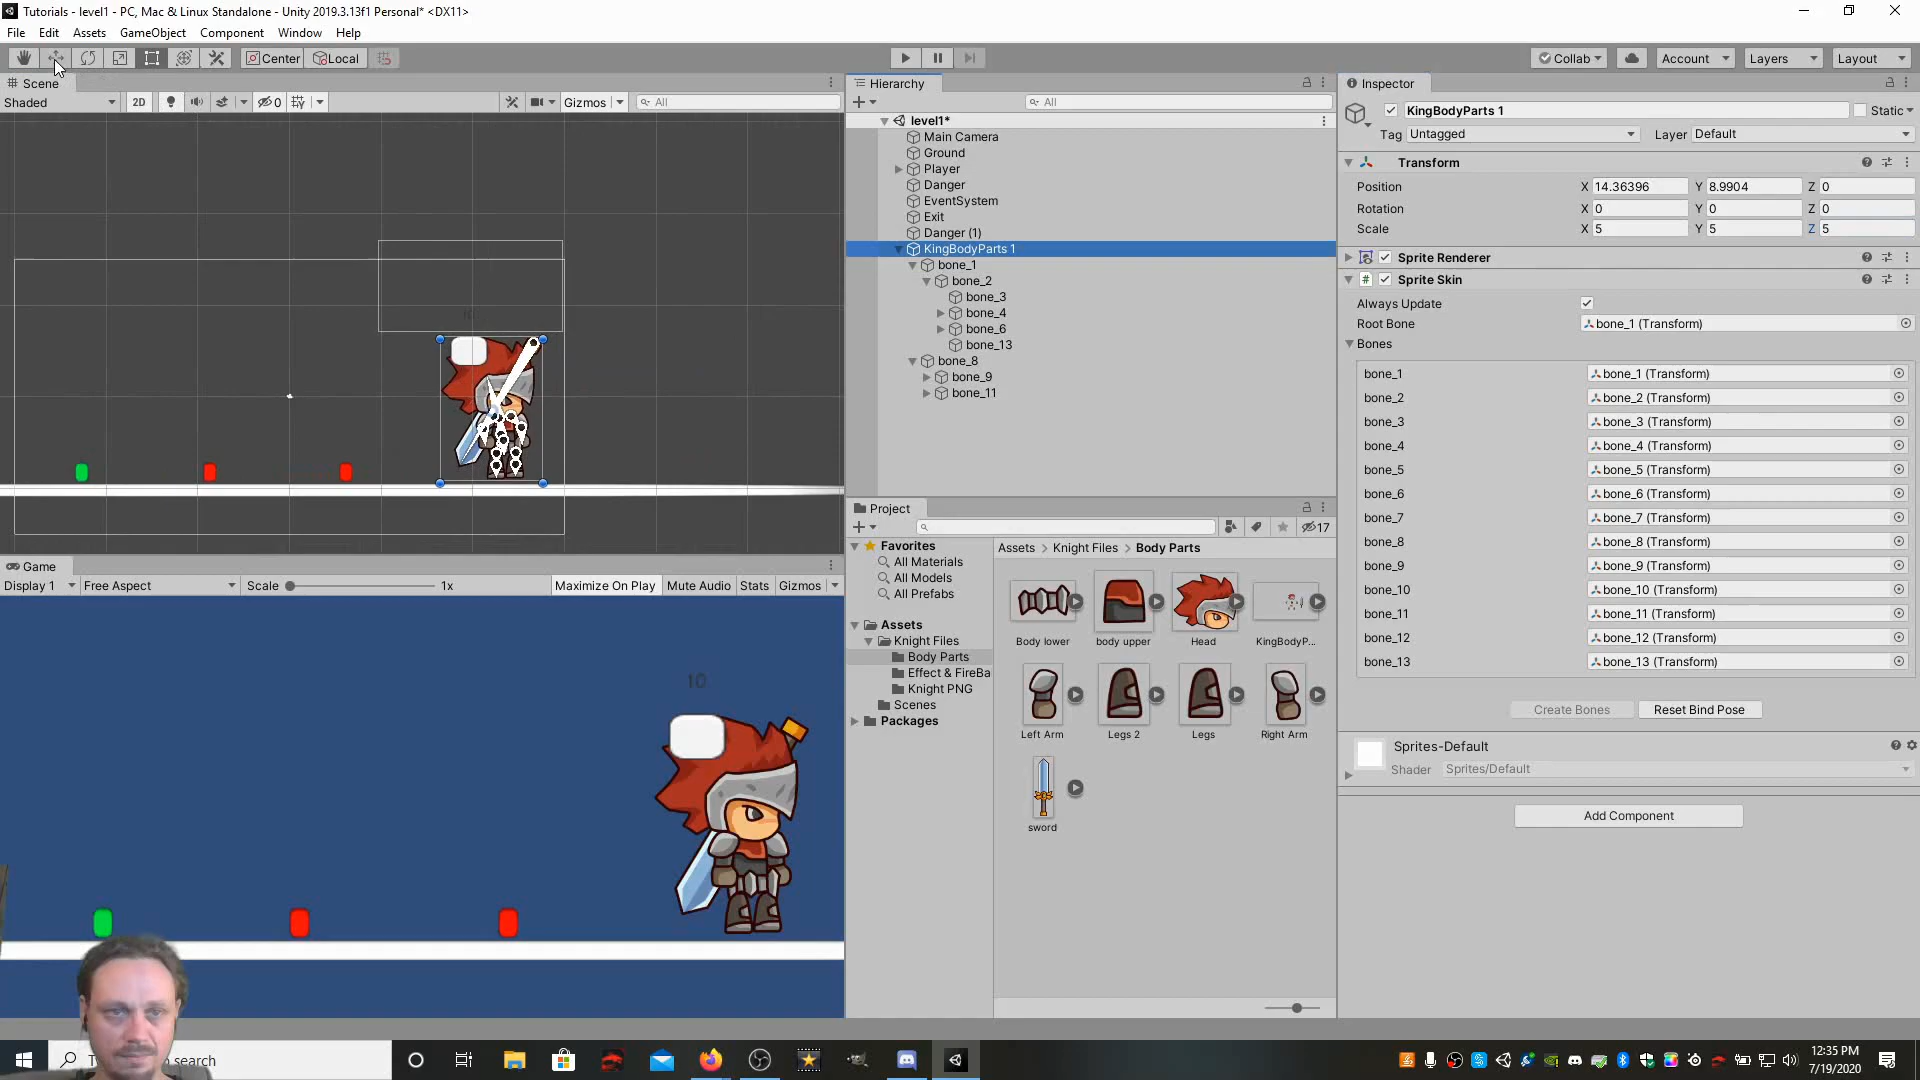 Tutorials - level1 - PC, Mac & Linux Standalone - Unity 2019.3.13f1 Personal* <DX11>
File Edit Assets GameObject Component Window Help
Center Local Collab Account Layers Layout
Scene
Shaded 2D 0 Gizmos All
Hierarchy
All
level1*
Main Camera
Ground
Player
Danger
EventSystem
Exit
Danger (1)
KingBodyParts 1
bone_1
bone_2
bone_3
bone_4
bone_6
bone_13
bone_8
bone_9
bone_11
Inspector
KingBodyParts 1 Static
Tag Untagged Layer Default
Transform
Position X 14.36396 Y 8.9904 Z 0
Rotation X 0 Y 0 Z 0
Scale X 5 Y 5 Z 5
Sprite Renderer
Sprite Skin
Always Update
Root Bone bone_1 (Transform)
Bones
bone_1 bone_1 (Transform)
bone_2 bone_2 (Transform)
bone_3 bone_3 (Transform)
bone_4 bone_4 (Transform)
bone_5 bone_5 (Transform)
bone_6 bone_6 (Transform)
bone_7 bone_7 (Transform)
bone_8 bone_8 (Transform)
bone_9 bone_9 (Transform)
bone_10 bone_10 (Transform)
bone_11 bone_11 (Transform)
bone_12 bone_12 (Transform)
bone_13 bone_13 (Transform)
Create Bones Reset Bind Pose
Sprites-Default
Shader Sprites/Default
Add Component
Project
17
Favorites
All Materials
All Models
All Prefabs
Assets
Knight Files
Body Parts
Effect & FireBa
Knight PNG
Scenes
Packages
Assets > Knight Files > Body Parts
Body lower body upper Head KingBodyP...
Left Arm Legs 2 Legs Right Arm
sword
Game
Display 1 Free Aspect Scale 1x Maximize On Play Mute Audio Stats Gizmos
10
search
12:35 PM
7/19/2020